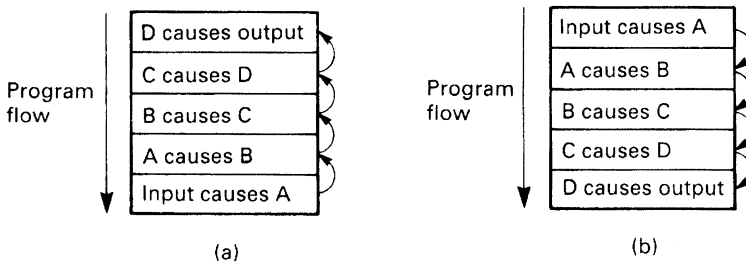 Program
flow
D causes output
C causes D
B causes C
A causes B
Input causes A
(a)
Program
flow
Input causes A
A causes B
B causes C
C causes D
D causes output
(b)